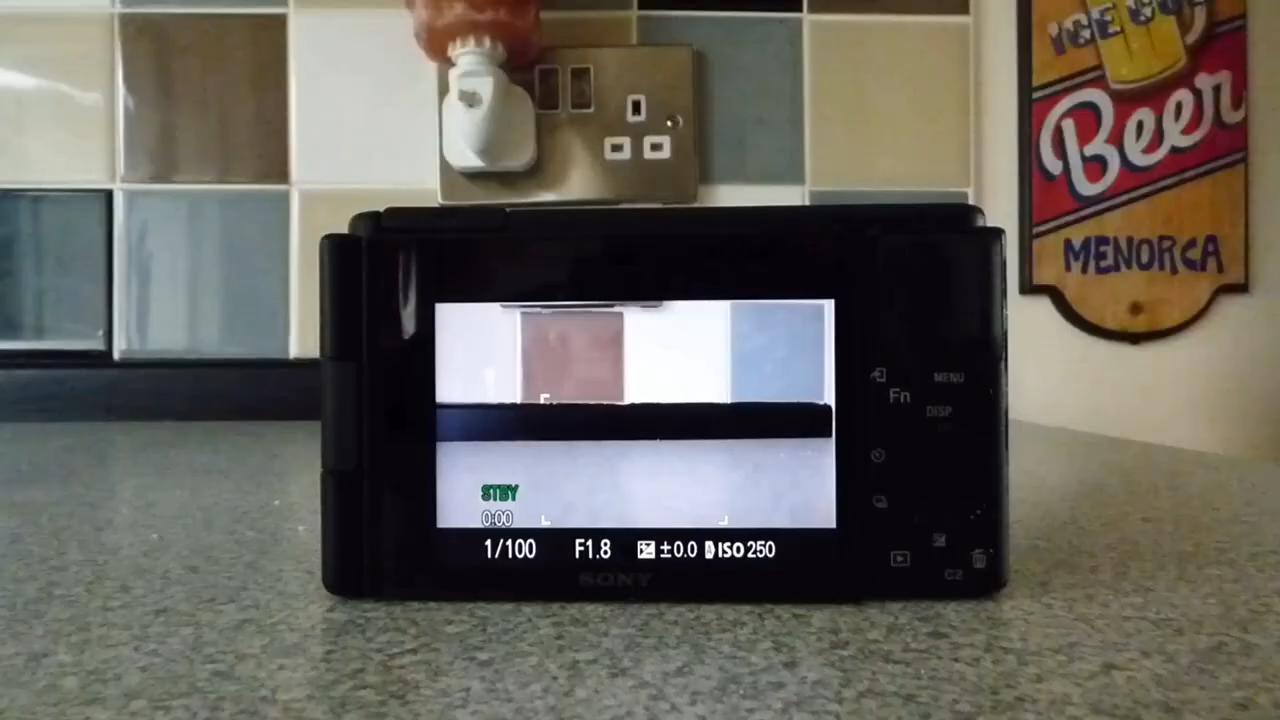 ICE COLD
Beer
MENORCA
MENU
Fn
DISP
STBY
0:00
1/100 F1.8 ±0.0 ISO 250
SONY
C2